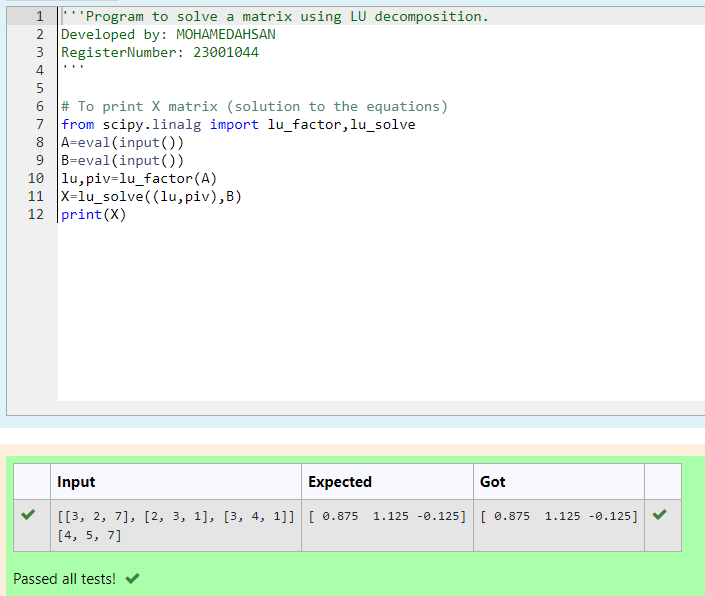 1 '''Program to solve a matrix using LU decomposition.
2 Developed by: MOHAMEDAHSAN
3 RegisterNumber: 23001044
4 '''
5
6 # To print X matrix (solution to the equations)
7 from scipy.linalg import lu_factor,lu_solve
8 A=eval(input())
9 B=eval(input())
10 lu,piv=lu_factor(A)
11 X=lu_solve((lu,piv),B)
12 print(X)
Input Expected Got
[[3, 2, 7], [2, 3, 1], [3, 4, 1]] [ 0.875  1.125 -0.125] [ 0.875  1.125 -0.125]
[4, 5, 7]
Passed all tests!